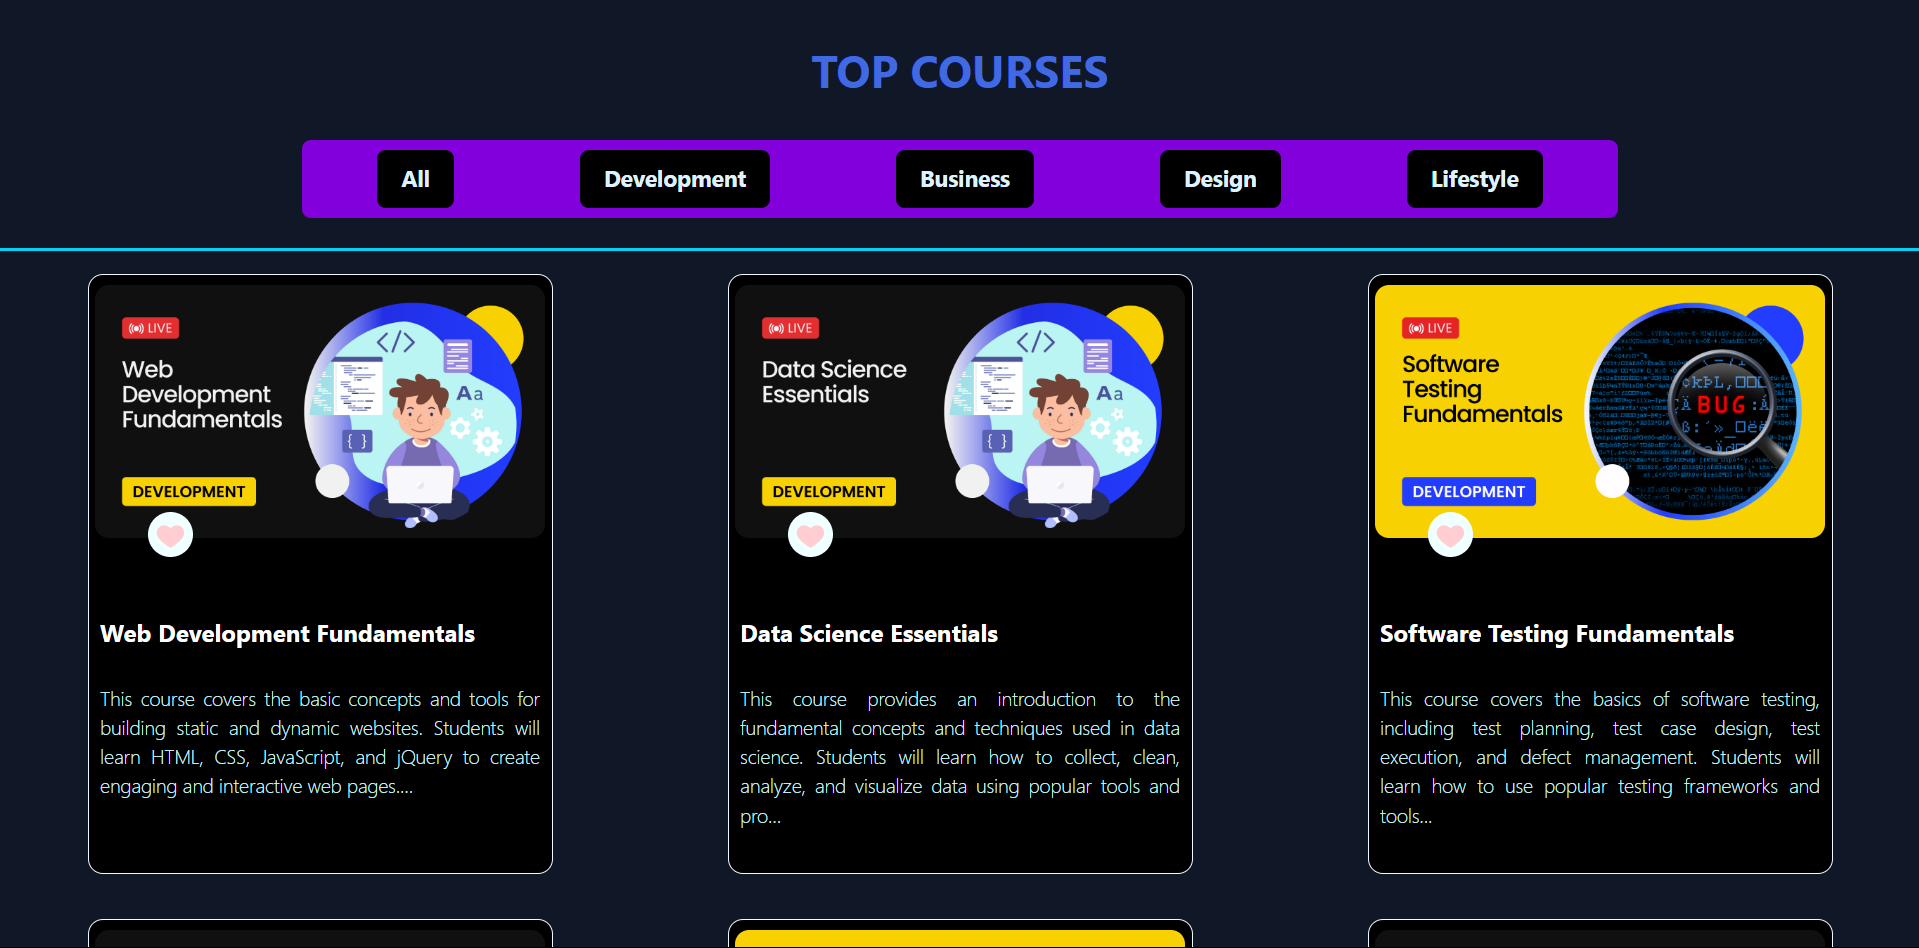 TOP COURSES
All
Development
Business
Design
Lifestyle
LIVE
Web
Development
Fundamentals
</>
Aa
{ }
DEVELOPMENT
Web Development Fundamentals
This course covers the basic concepts and tools for
building static and dynamic websites. Students will
learn HTML, CSS, JavaScript, and jQuery to create
engaging and interactive web pages....
LIVE
Data Science
Essentials
</>
Aa
{ }
DEVELOPMENT
Data Science Essentials
This course provides an introduction to the
fundamental concepts and techniques used in data
science. Students will learn how to collect, clean,
analyze, and visualize data using popular tools and
pro...
LIVE
Software
Testing
Fundamentals
BUG
DEVELOPMENT
Software Testing Fundamentals
This course covers the basics of software testing,
including test planning, test case design, test
execution, and defect management. Students will
learn how to use popular testing frameworks and
tools...